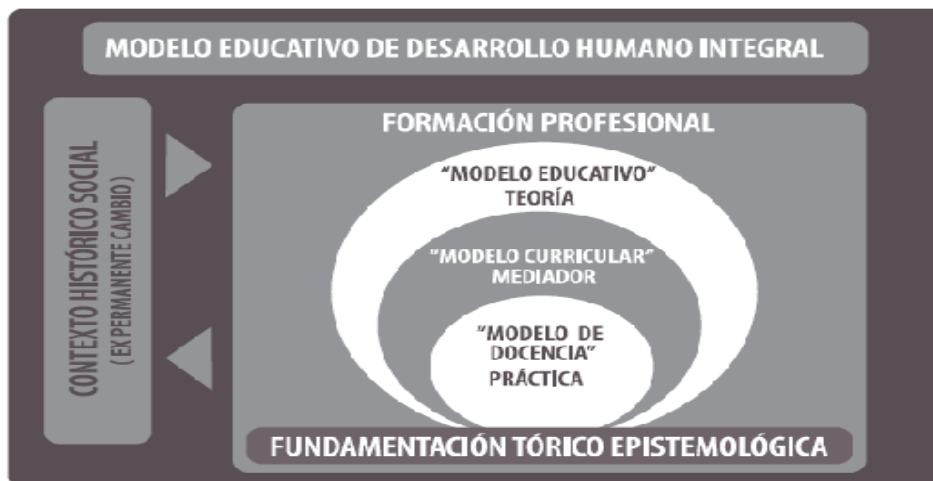 MODELO EDUCATIVO DE DESARROLLO HUMANO INTEGRAL
CONTEXTO HISTÓRICO SOCIAL
( EX PERMANENTE CAMBIO )
FORMACIÓN PROFESIONAL
"MODELO EDUCATIVO"
TEORÍA
"MODELO CURRICULAR"
MEDIADOR
"MODELO DE
DOCENCIA"
PRÁCTICA
FUNDAMENTACIÓN TÓRICO EPISTEMOLÓGICA